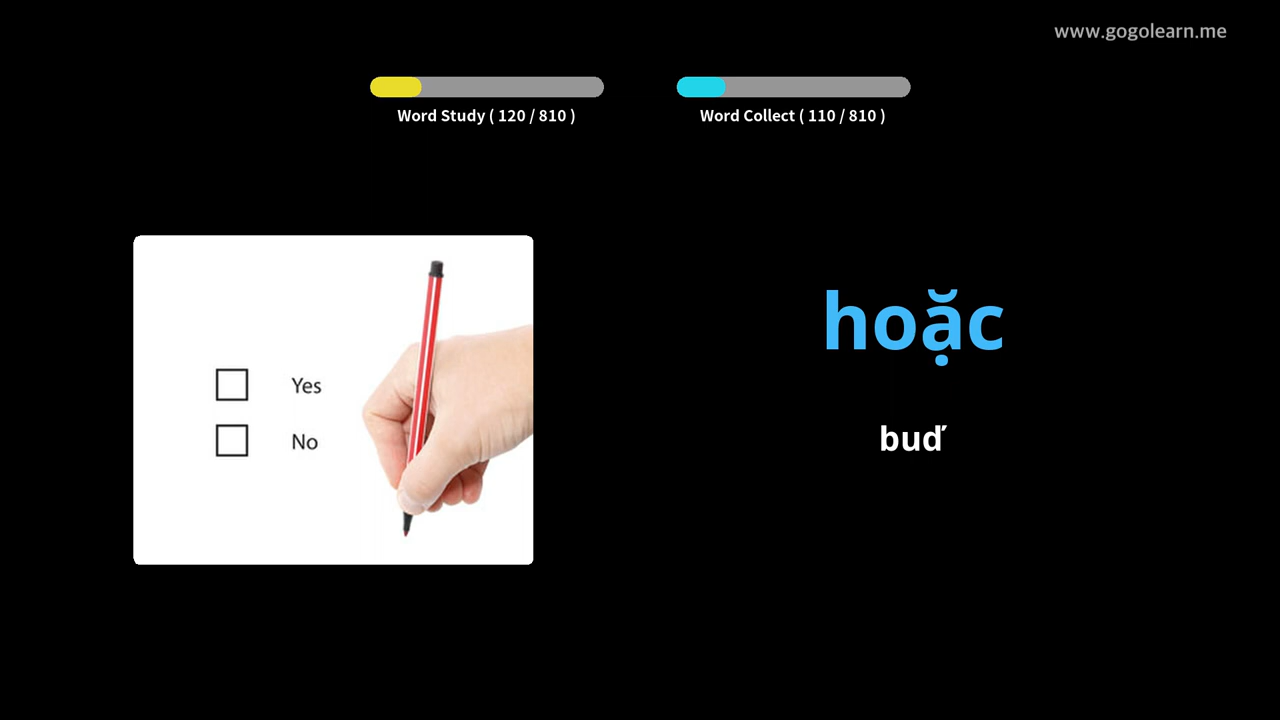 www.gogolearn.me
Word Study ( 120 / 810 )
Word Collect ( 110 / 810 )
Yes
No
hoặc
buď